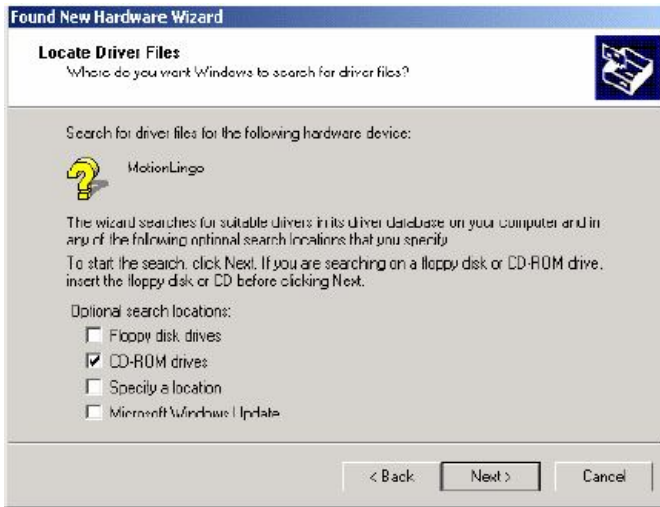 Found New Hardware Wizard
Locate Driver Files
Where do you want Windows to search for driver files?
Search for driver files for the following hardware device:
MotionLingo
The wizard searches for suitable drivers in its driver database on your computer and in
any of the following optional search locations that you specify.
To start the search, click Next. If you are searching on a floppy disk or CD-ROM drive,
insert the floppy disk or CD before clicking Next.
Optional search locations:
Floppy disk drives
CD-ROM drives
Specify a location
Microsoft Windows Update
< Back
Next >
Cancel